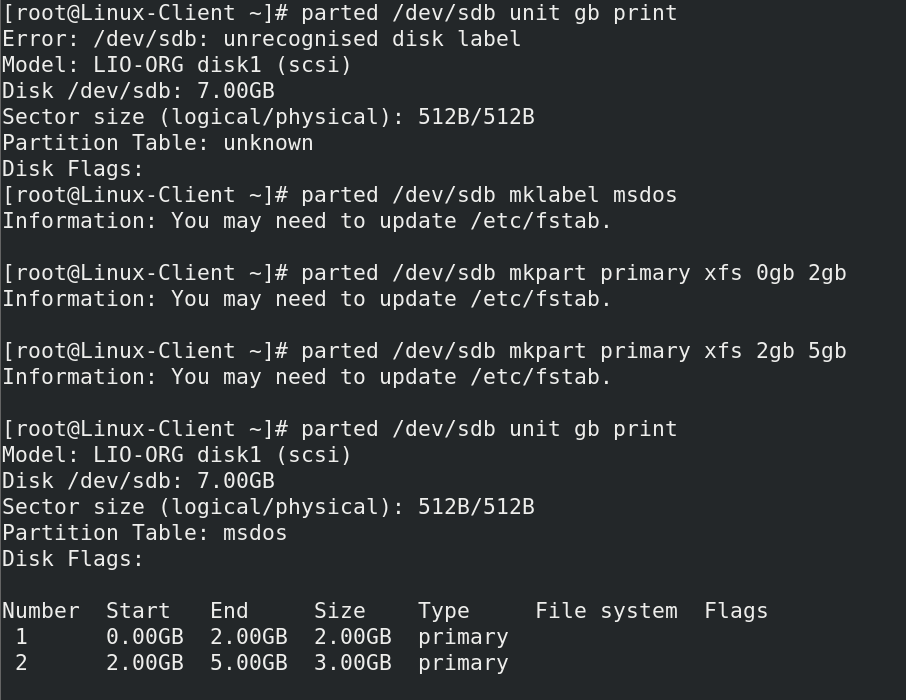 [root@Linux-Client ~]# parted /dev/sdb unit gb print
Error: /dev/sdb: unrecognised disk label
Model: LIO-ORG disk1 (scsi)
Disk /dev/sdb: 7.00GB
Sector size (logical/physical): 512B/512B
Partition Table: unknown
Disk Flags:
[root@Linux-Client ~]# parted /dev/sdb mklabel msdos
Information: You may need to update /etc/fstab.

[root@Linux-Client ~]# parted /dev/sdb mkpart primary xfs 0gb 2gb
Information: You may need to update /etc/fstab.

[root@Linux-Client ~]# parted /dev/sdb mkpart primary xfs 2gb 5gb
Information: You may need to update /etc/fstab.

[root@Linux-Client ~]# parted /dev/sdb unit gb print
Model: LIO-ORG disk1 (scsi)
Disk /dev/sdb: 7.00GB
Sector size (logical/physical): 512B/512B
Partition Table: msdos
Disk Flags:

Number  Start   End     Size    Type     File system  Flags
 1      0.00GB  2.00GB  2.00GB  primary
 2      2.00GB  5.00GB  3.00GB  primary